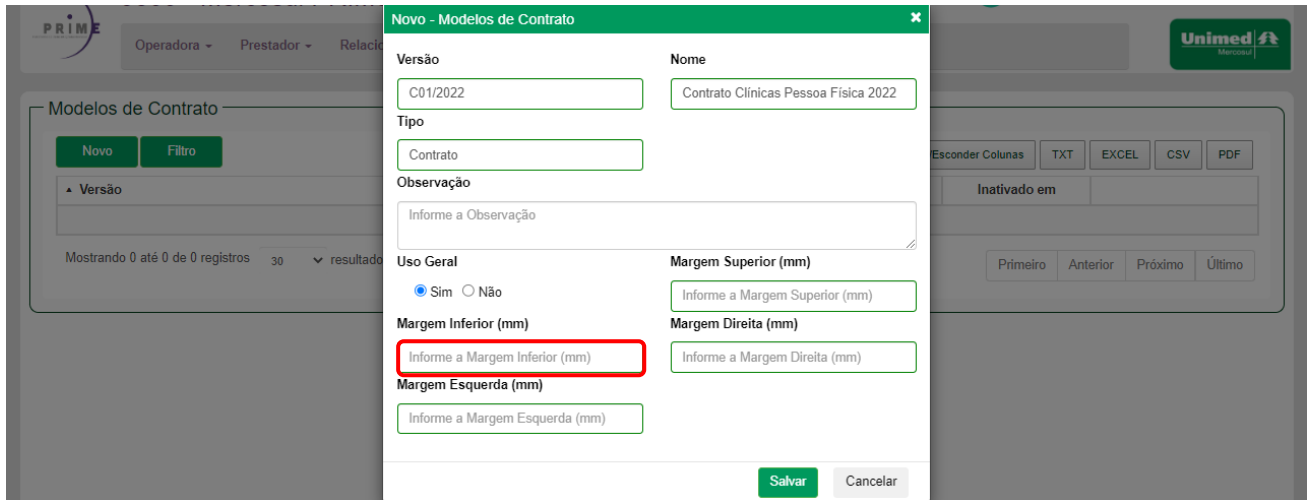 PRIME
Operadora
Prestador
Unimed
Mercosul
Modelos de Contrato
Novo
Filtro
/Esconder Colunas
TXT
EXCEL
CSV
PDF
Versão
Inativado em
Mostrando 0 até 0 de 0 registros
30
Primeiro
Anterior
Próximo
Último
Novo - Modelos de Contrato
×
Versão
Nome
C01/2022
Contrato Clínicas Pessoa Física 2022
Tipo
Contrato
Observação
Informe a Observação
Uso Geral
Margem Superior (mm)
Sim
Não
Informe a Margem Superior (mm)
Margem Inferior (mm)
Margem Direita (mm)
Informe a Margem Inferior (mm)
Informe a Margem Direita (mm)
Margem Esquerda (mm)
Informe a Margem Esquerda (mm)
Salvar
Cancelar